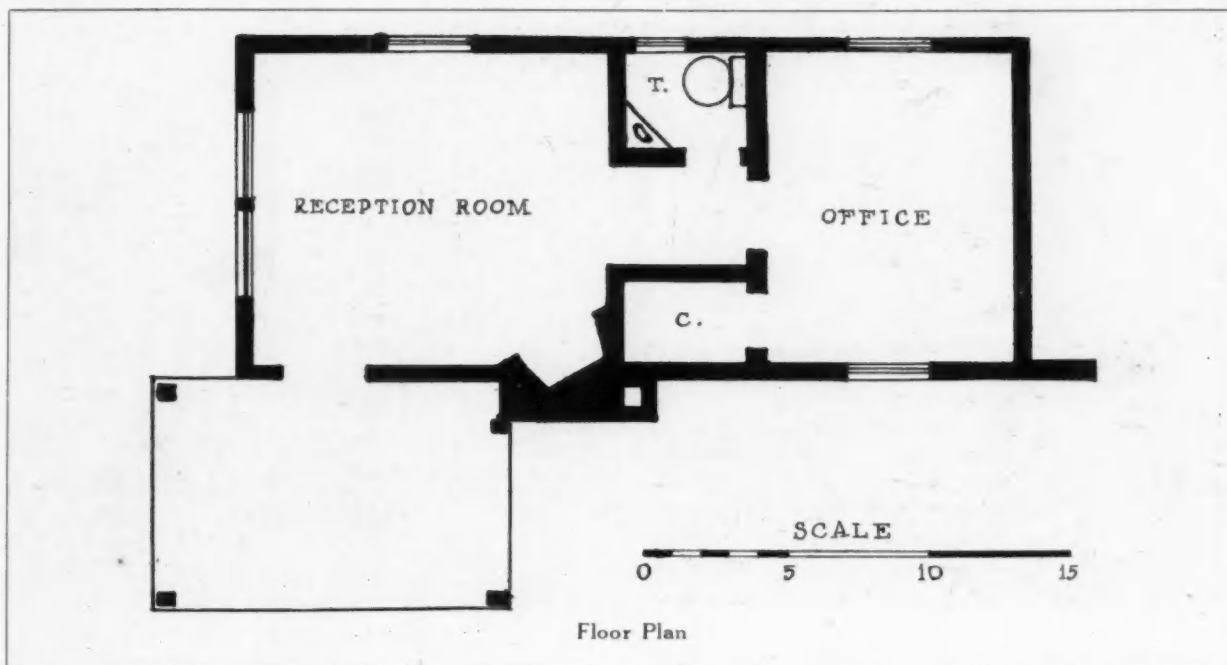 T.
RECEPTION ROOM
OFFICE
C.
SCALE
0 5 10 15
Floor Plan